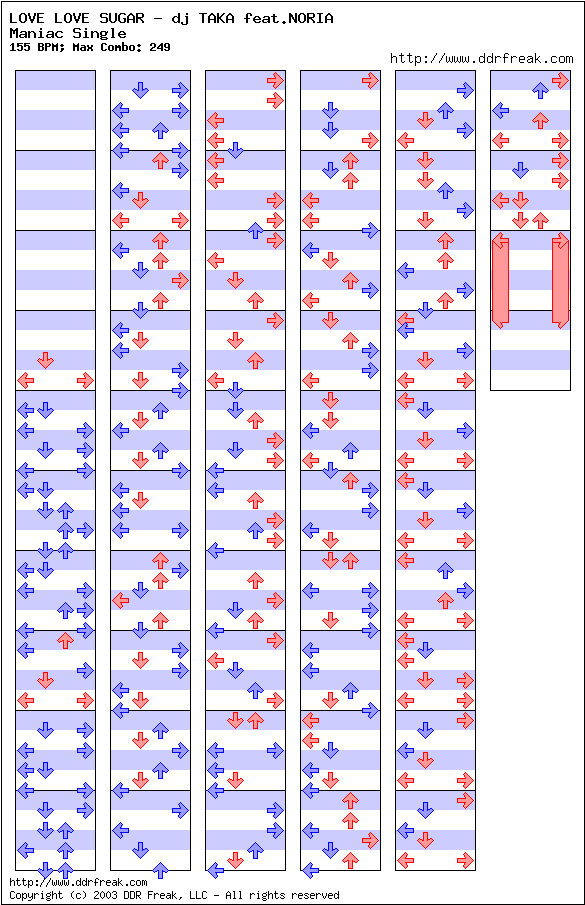 LOVE LOVE SUGAR - dj TAKA feat.NORIA
Maniac Single
155 BPM; Max Combo: 249
http://www.ddrfreak.com
http://www.ddrfreak.com
Copyright (c) 2003 DDR Freak, LLC - All rights reserved